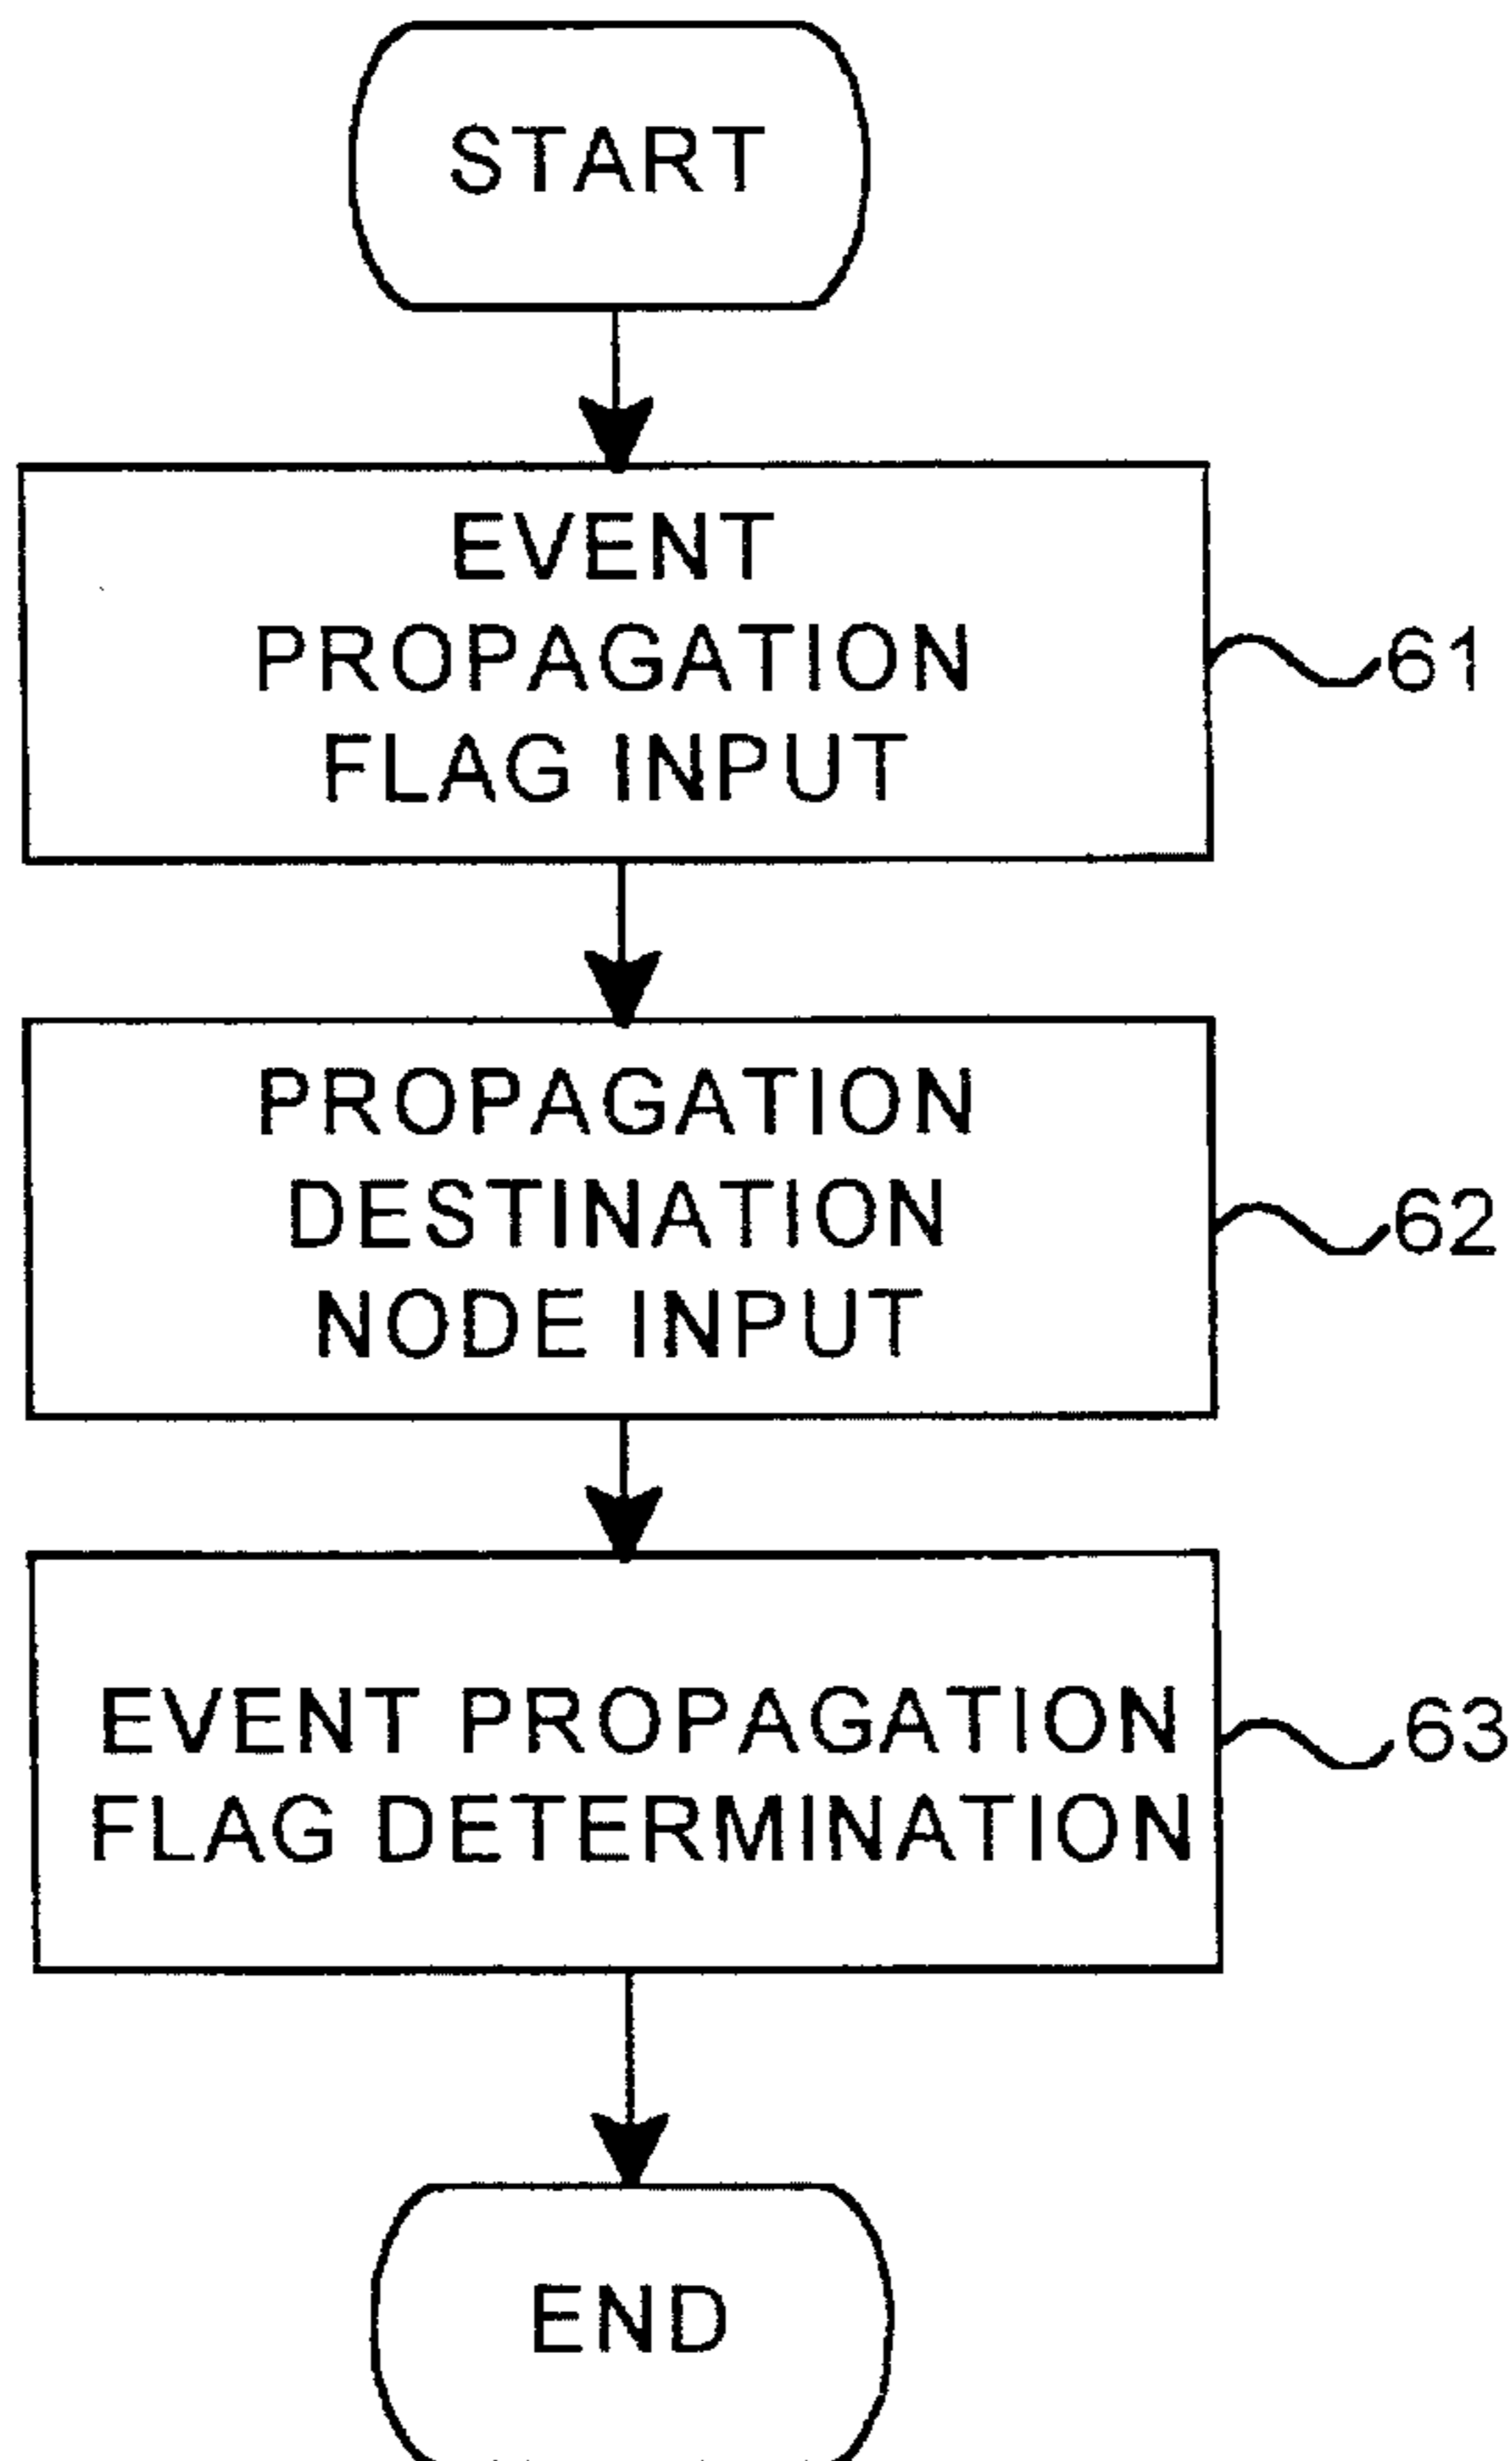 START
EVENT
PROPAGATION
FLAG INPUT
61
PROPAGATION
DESTINATION
NODE INPUT
62
EVENT PROPAGATION
FLAG DETERMINATION
63
END